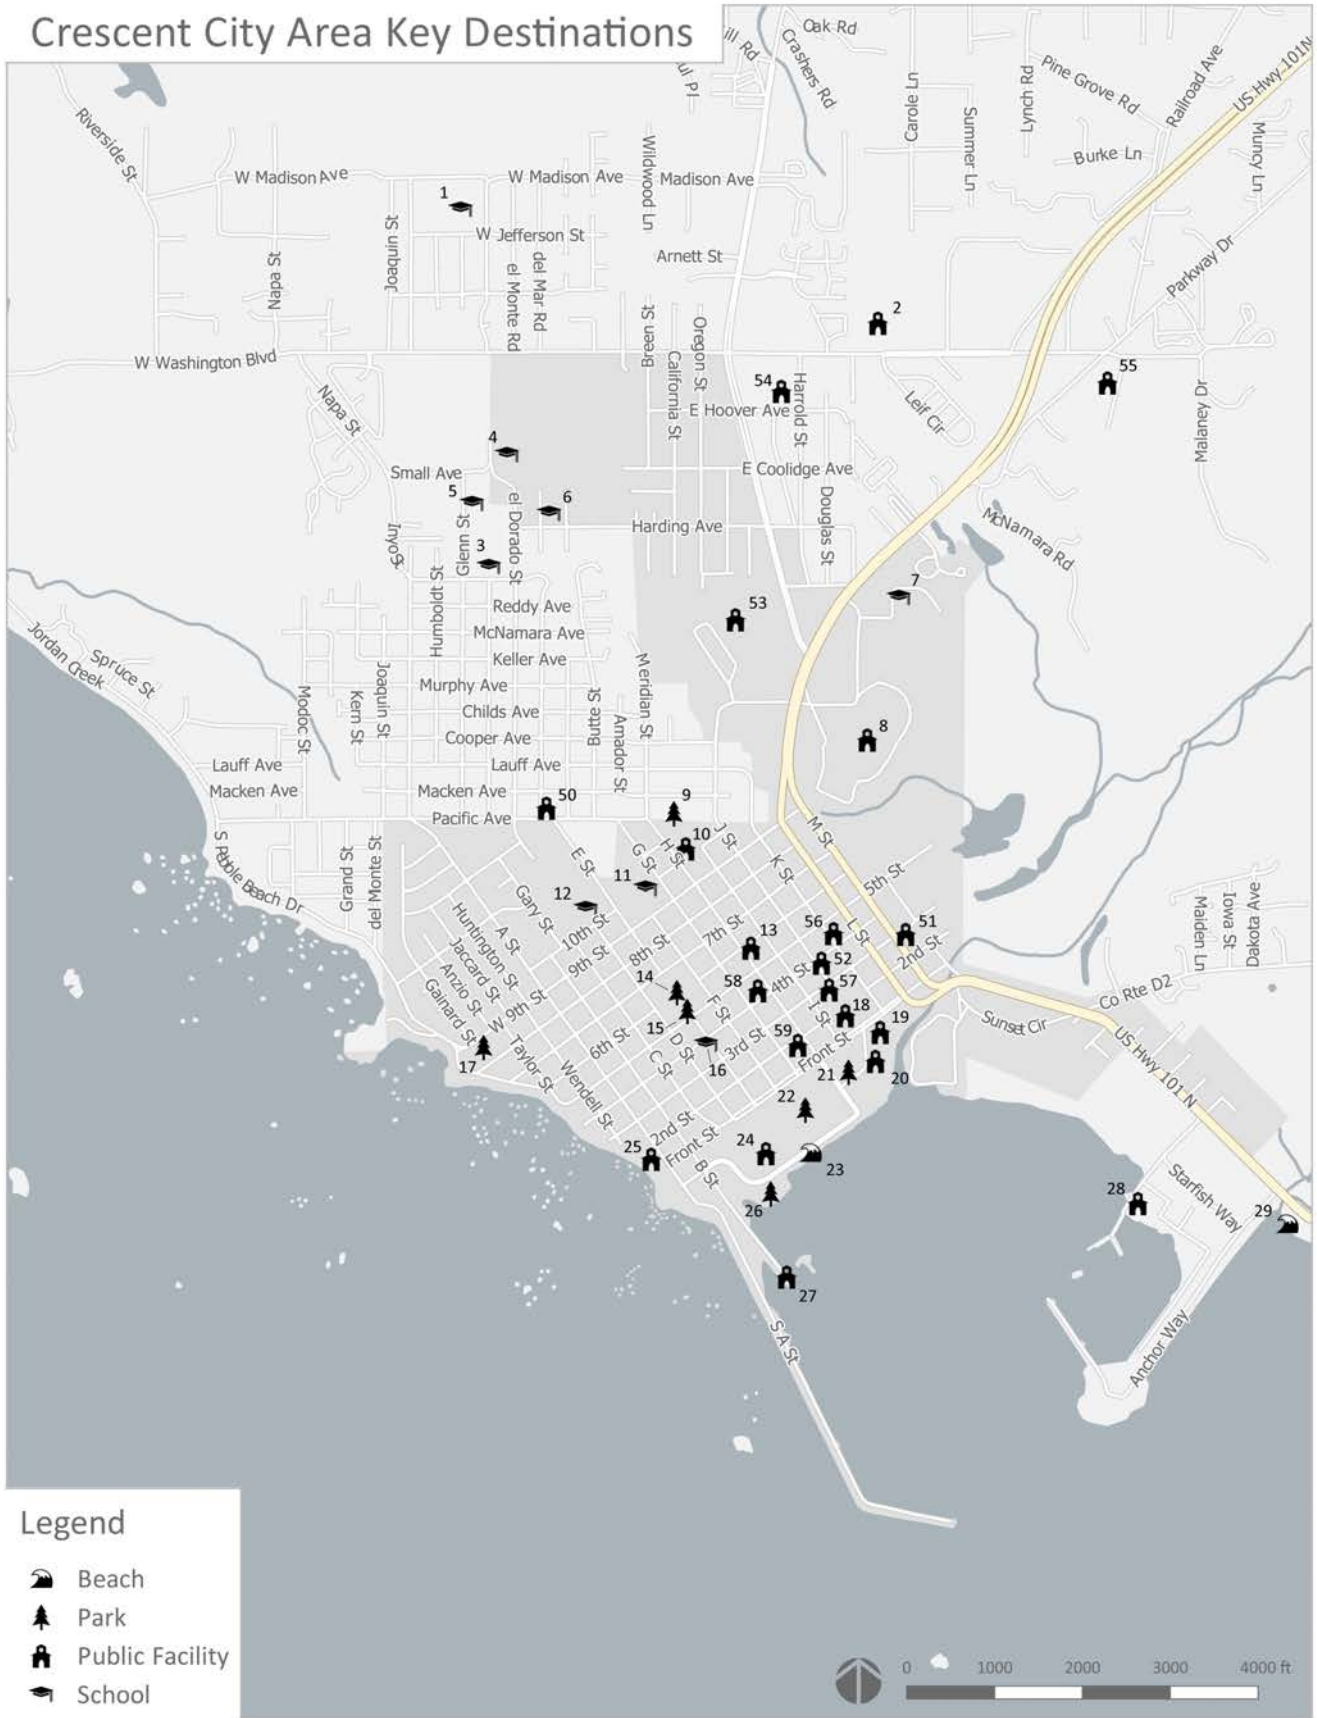 Crescent City Area Key Destinations
Oak Rd
ill Rd
Crashers Rd
ul Pl
Carole Ln
Summer Ln
Lynch Rd
Pine Grove Rd
Railroad Ave
US Hwy 101N
Burke Ln
Muncy Ln
Riverside St
W Madison Ave
W Madison Ave
Wildwood Ln
Madison Ave
1
W Jefferson St
Joaquin St
Napa St
el Monte Rd
del Mar Rd
Arnett St
Parkway Dr
2
Breen St
California St
Oregon St
W Washington Blvd
54
Harrold St
55
E Hoover Ave
Leif Cir
Malaney Dr
Napa St
4
Small Ave
E Coolidge Ave
5
6
el Dorado St
Glenn St
Inyo St
Harding Ave
Douglas St
McNamara Rd
3
7
Humboldt St
Reddy Ave
53
McNamara Ave
Jordan Creek
Spruce St
Keller Ave
Meridian St
Joaquin St
Kern St
Modoc St
Murphy Ave
Butte St
Amador St
Childs Ave
8
Cooper Ave
Lauff Ave
Lauff Ave
Macken Ave
Macken Ave
50
9
Pacific Ave
10
J St
M St
S Pebble Beach Dr
Grand St
del Monte St
E St
G St
H St
K St
5th St
11
12
Gary St
10th St
Huntington St
A St
7th St
13
56
L St
51
Maiden Ln
Iowa St
Dakota Ave
Jaccard St
9th St
8th St
2nd St
52
Anzio St
14
58
4th St
57
Gainard St
W 9th St
F St
I St
18
Co Rte D2
15
19
Sunset Cir
6th St
D St
3rd St
59
Front St
17
Taylor St
C St
16
21
20
US Hwy 101 N
Wendell St
22
2nd St
25
Front St
24
23
B St
Starfish Way
28
29
26
27
S A St
Anchor Way
Legend
Beach
Park
Public Facility
School
0 1000 2000 3000 4000 ft